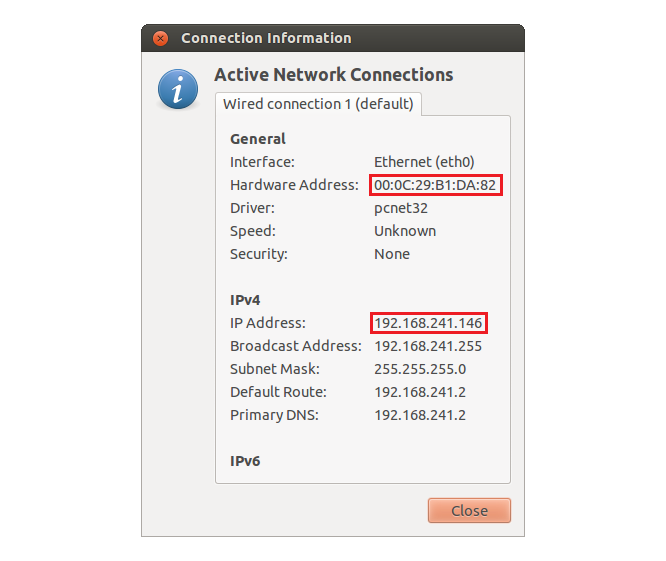 Connection Information
Active Network Connections
Wired connection 1 (default)
General
Interface: Ethernet (eth0)
Hardware Address: 00:0C:29:B1:DA:82
Driver: pcnet32
Speed: Unknown
Security: None
IPv4
IP Address: 192.168.241.146
Broadcast Address: 192.168.241.255
Subnet Mask: 255.255.255.0
Default Route: 192.168.241.2
Primary DNS: 192.168.241.2
IPv6
Close